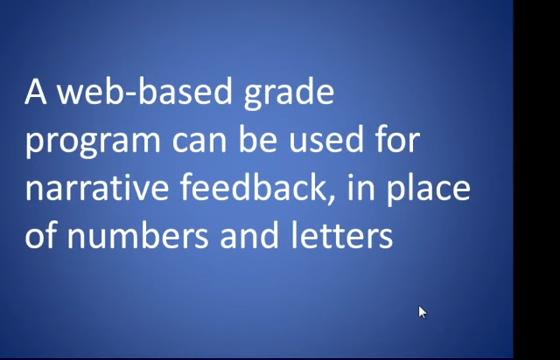 A web-based grade
program can be used for
narrative feedback, in place
of numbers and letters